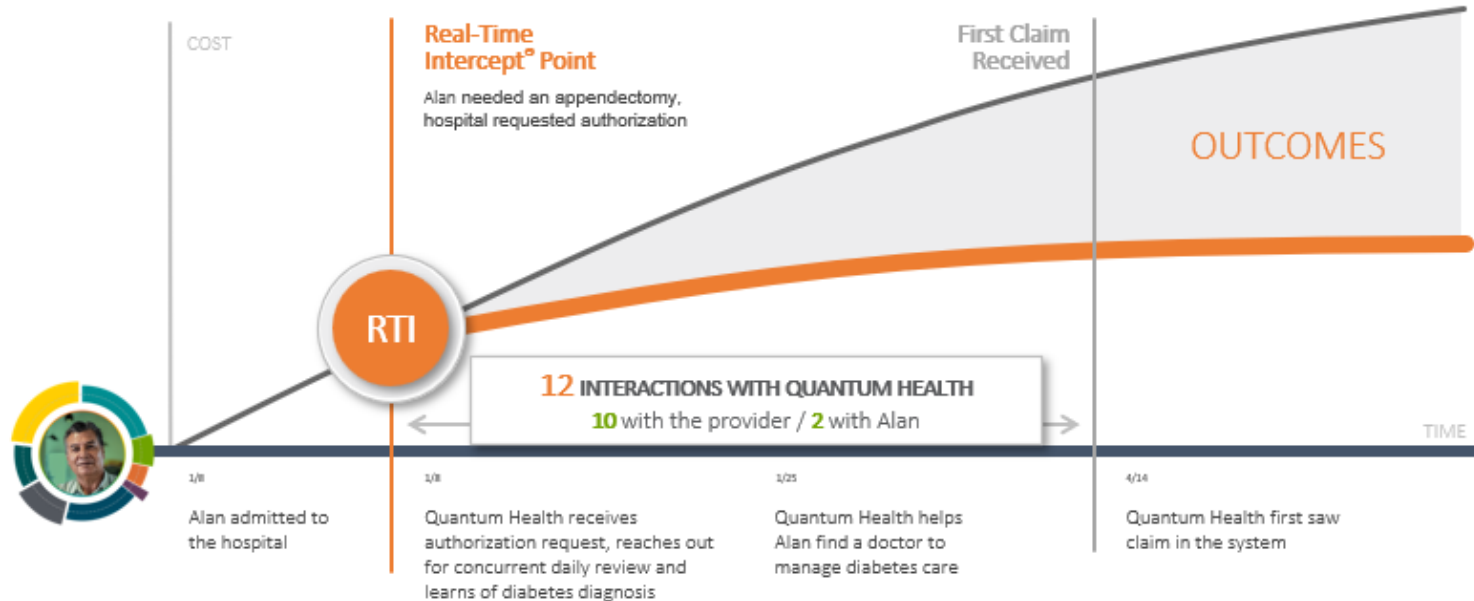 COST
Real-Time
Intercept® Point
Alan needed an appendectomy,
hospital requested authorization
First Claim
Received
OUTCOMES
RTI
12 INTERACTIONS WITH QUANTUM HEALTH
10 with the provider / 2 with Alan
TIME
1/8
Alan admitted to
the hospital
1/8
Quantum Health receives
authorization request, reaches out
for concurrent daily review and
learns of diabetes diagnosis
1/25
Quantum Health helps
Alan find a doctor to
manage diabetes care
4/14
Quantum Health first saw
claim in the system